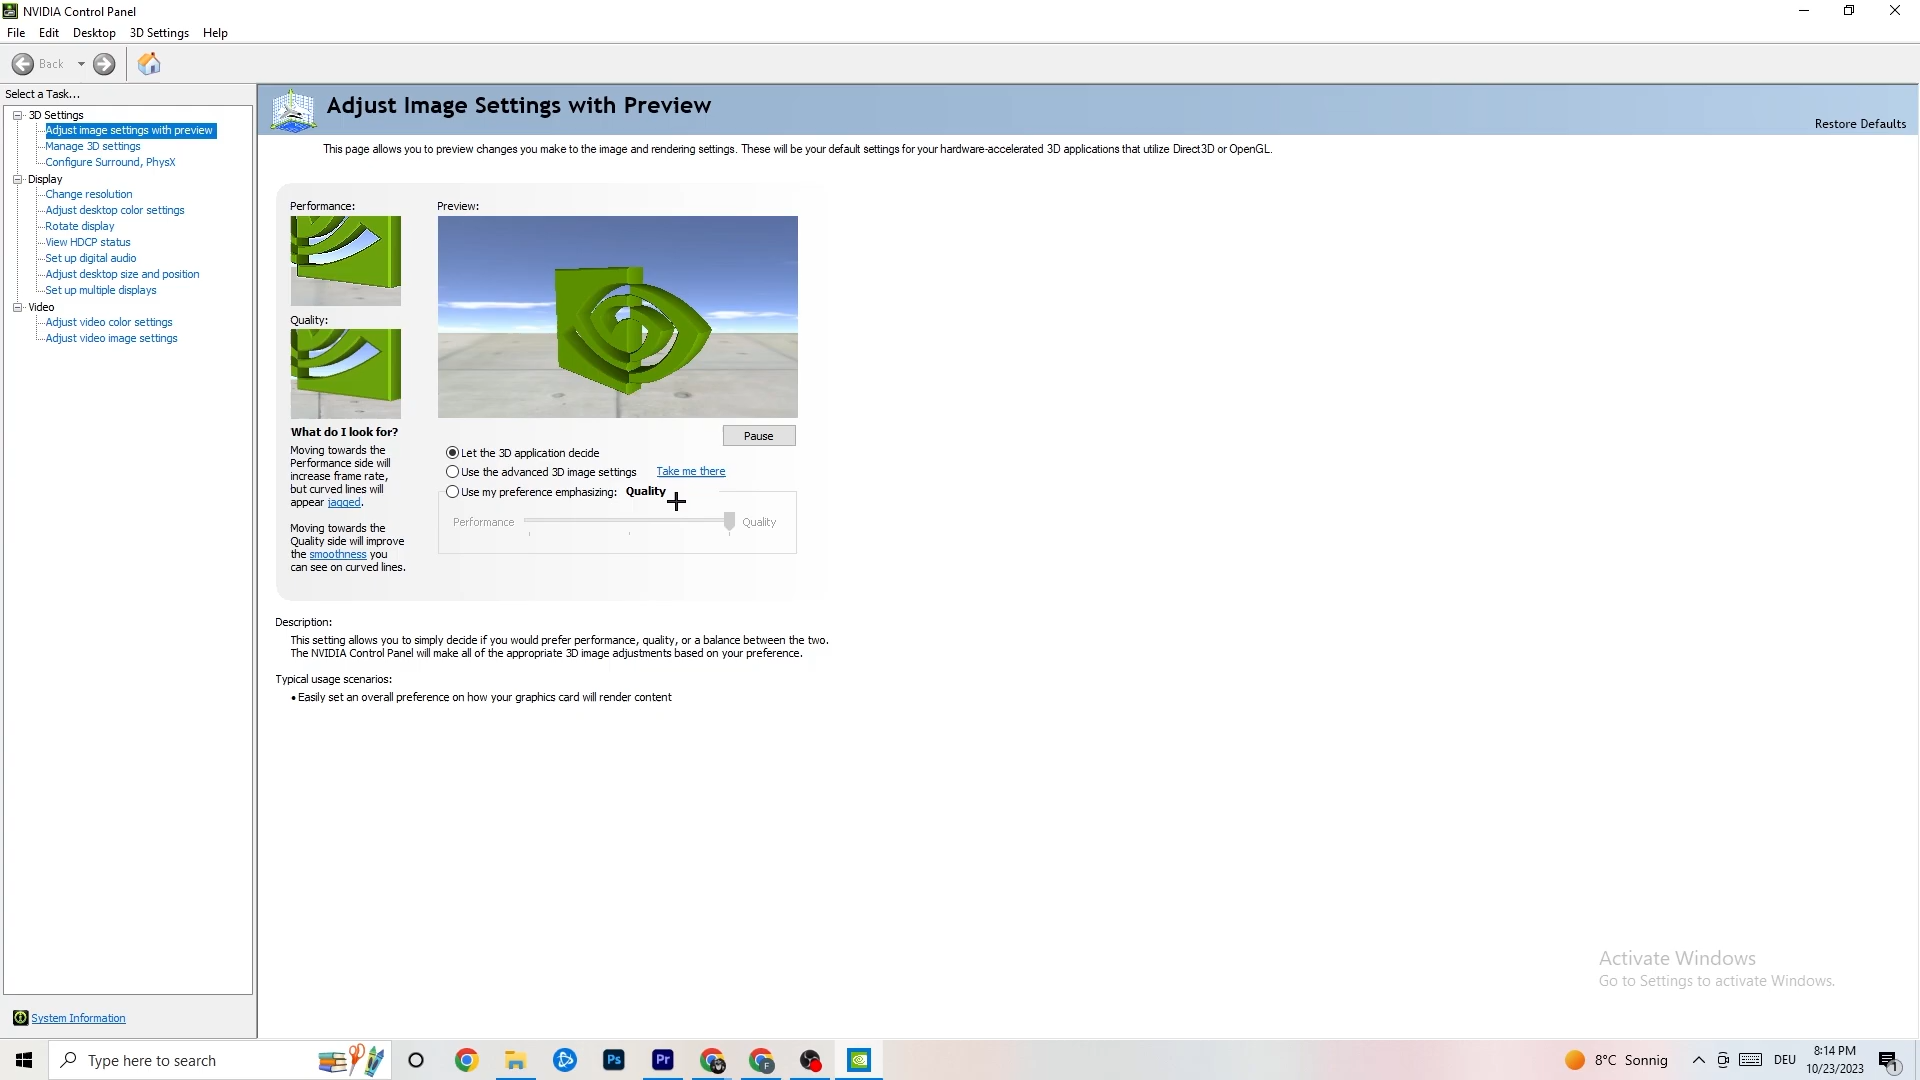 NVIDIA Control Panel
File Edit Desktop 3D Settings Help
Back
Select a Task...
3D Settings
Adjust image settings with preview
Manage 3D settings
Configure Surround, PhysX
Display
Change resolution
Adjust desktop color settings
Rotate display
View HDCP status
Set up digital audio
Adjust desktop size and position
Set up multiple displays
Video
Adjust video color settings
Adjust video image settings
System Information
Adjust Image Settings with Preview
Restore Defaults
This page allows you to preview changes you make to the image and rendering settings. These will be your default settings for your hardware-accelerated 3D applications that utilize Direct3D or OpenGL.
Performance:
Quality:
What do I look for?
Moving towards the
Performance side will
increase frame rate,
but curved lines will
appear jagged.
Moving towards the
Quality side will improve
the smoothness you
can see on curved lines.
Preview:
Pause
Let the 3D application decide
Use the advanced 3D image settings Take me there
Use my preference emphasizing: Quality
Performance Quality
Description:
This setting allows you to simply decide if you would prefer performance, quality, or a balance between the two.
The NVIDIA Control Panel will make all of the appropriate 3D image adjustments based on your preference.
Typical usage scenarios:
• Easily set an overall preference on how your graphics card will render content
Activate Windows
Go to Settings to activate Windows.
Type here to search
Ps
Pr
F
8°C Sonnig
DEU
8:14 PM
10/23/2023
1